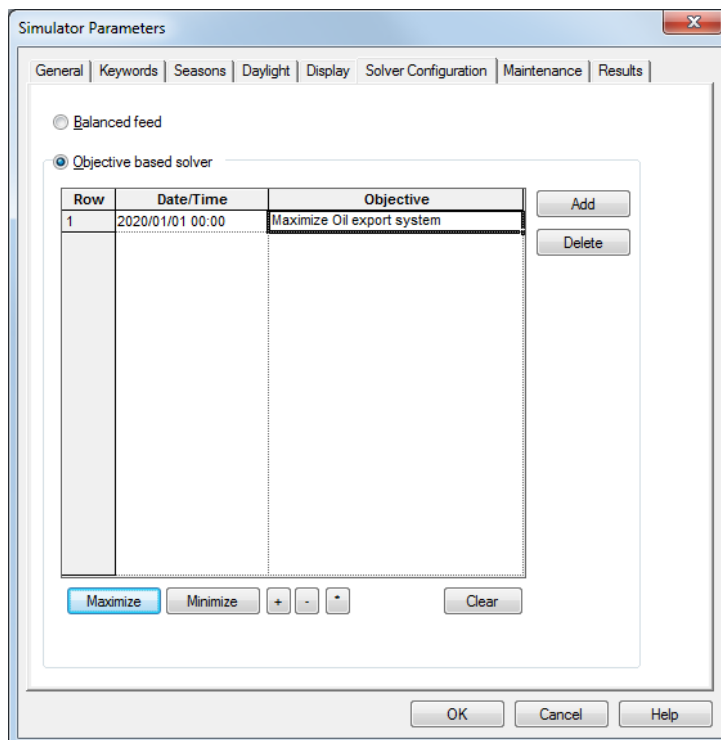 Simulator Parameters
X
General Keywords Seasons Daylight Display Solver Configuration Maintenance Results
Balanced feed
Objective based solver
Row Date/Time Objective
1 2020/01/01 00:00 Maximize Oil export system
Add
Delete
Maximize Minimize + - * Clear
OK Cancel Help